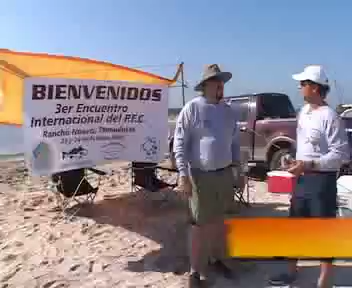 BIENVENIDOS
3er Encuentro
Internacional del P.E.C.
Rancho Nuevo, Tamaulipas